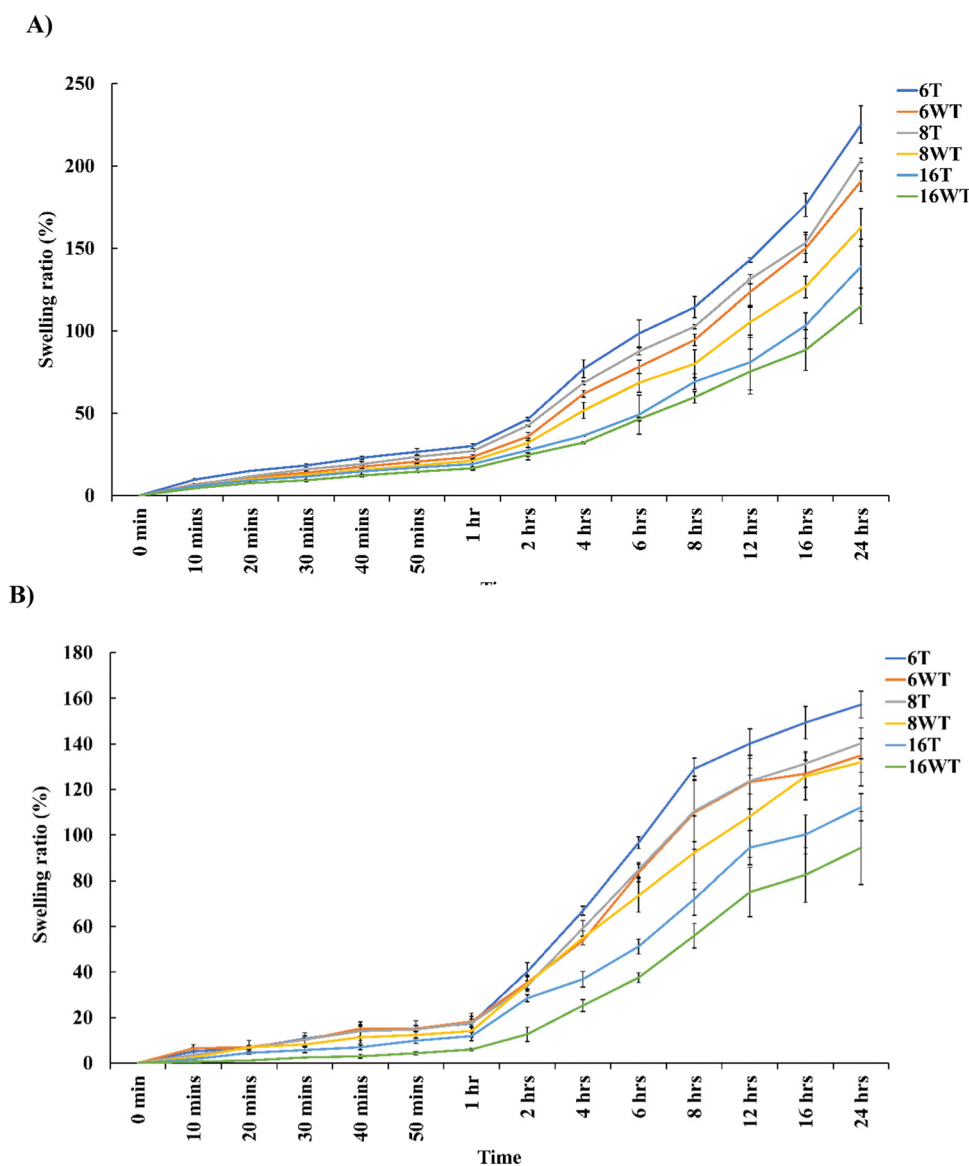 A)
250
200
150
100
50
0
Swelling ratio (%)
0 min
10 mins
20 mins
30 mins
40 mins
50 mins
1 hr
2 hrs
4 hrs
6 hrs
8 hrs
12 hrs
16 hrs
24 hrs
6T
6WT
8T
8WT
16T
16WT
B)
180
160
140
120
100
80
60
40
20
0
Swelling ratio (%)
0 min
10 mins
20 mins
30 mins
40 mins
50 mins
1 hr
2 hrs
4 hrs
6 hrs
8 hrs
12 hrs
16 hrs
24 hrs
Time
6T
6WT
8T
8WT
16T
16WT